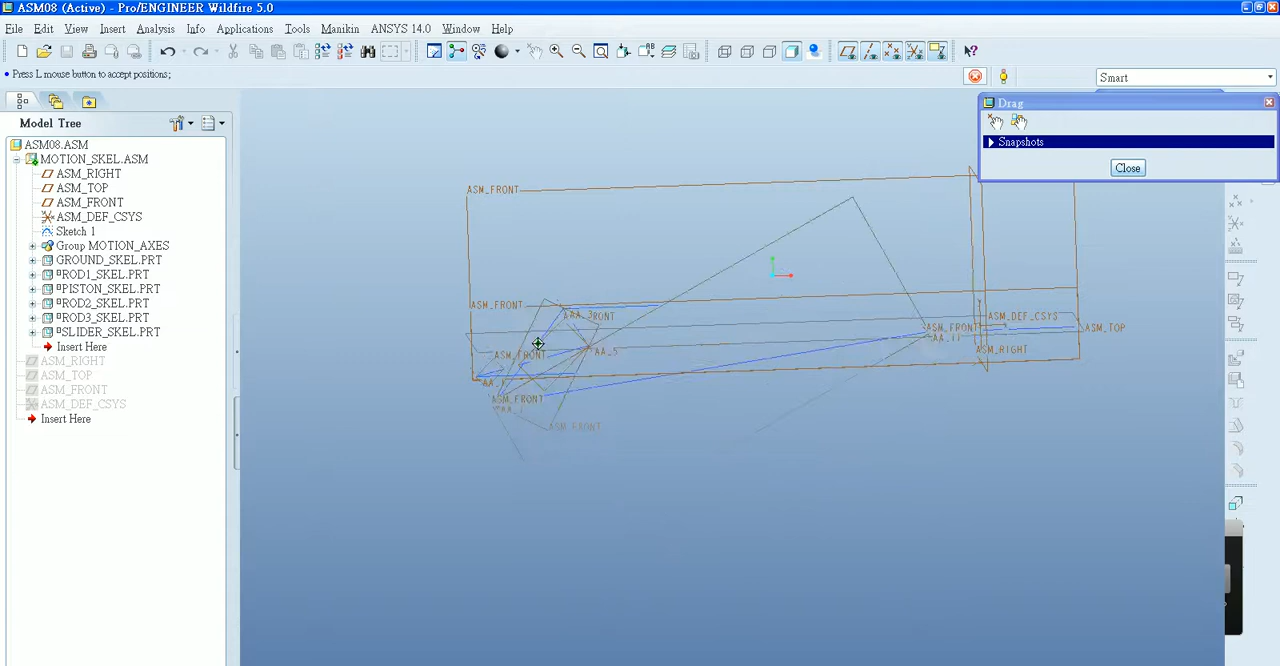 ASM08 (Active) - Pro/ENGINEER Wildfire 5.0
File Edit View Insert Analysis Info Applications Tools Manikin ANSYS 14.0 Window Help
Press L mouse button to accept positions;
Smart
Drag
Snapshots
Close
Model Tree
ASM08.ASM
MOTION_SKEL.ASM
ASM_RIGHT
ASM_TOP
ASM_FRONT
ASM_DEF_CSYS
Sketch 1
Group MOTION_AXES
GROUND_SKEL.PRT
ROD1_SKEL.PRT
PISTON_SKEL.PRT
ROD2_SKEL.PRT
ROD3_SKEL.PRT
SLIDER_SKEL.PRT
Insert Here
ASM_RIGHT
ASM_TOP
ASM_FRONT
ASM_DEF_CSYS
Insert Here
ASM_FRONT
ASM_FRONT
ASM_DEF_CSYS
ASM_FRONT
ASM_TOP
AA_11
ASM_RIGHT
AA_5
ASM_FRONT
ASM_FRONT
ASM_FRONT